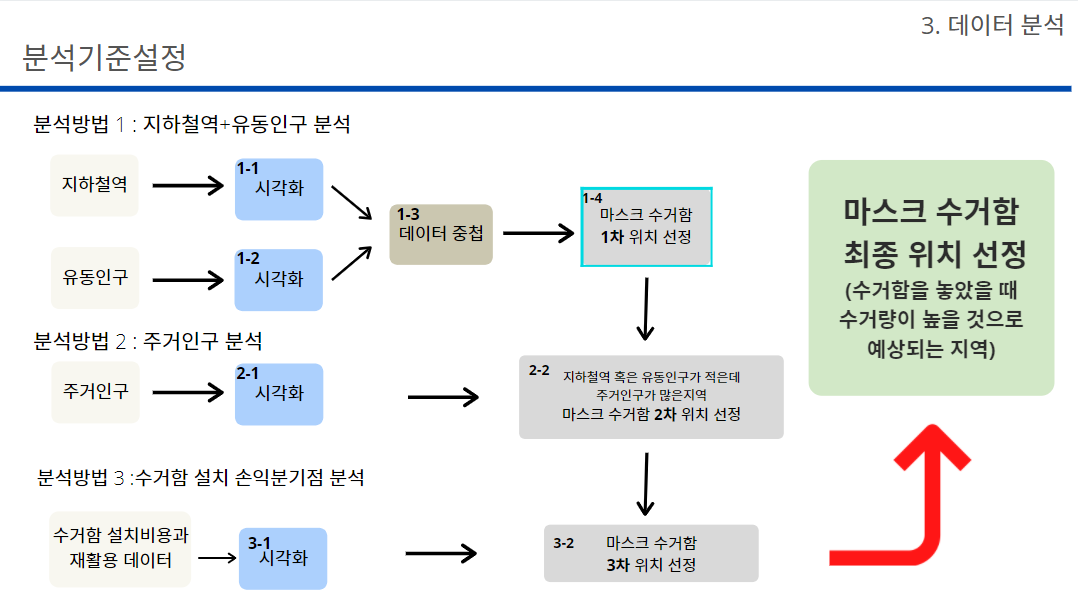 3. 데이터 분석
분석기준설정
분석방법 1 : 지하철역+유동인구 분석
지하철역
1-1
시각화
유동인구
1-2
시각화
1-3
데이터 중첩
1-4
마스크 수거함
1차 위치 선정
분석방법 2 : 주거인구 분석
주거인구
2-1
시각화
2-2
지하철역 혹은 유동인구가 적은데
주거인구가 많은지역
마스크 수거함 2차 위치 선정
분석방법 3 :수거함 설치 손익분기점 분석
수거함 설치비용과
재활용 데이터
3-1
시각화
3-2
마스크 수거함
3차 위치 선정
마스크 수거함
최종 위치 선정
(수거함을 놓았을 때
수거량이 높을 것으로
예상되는 지역)